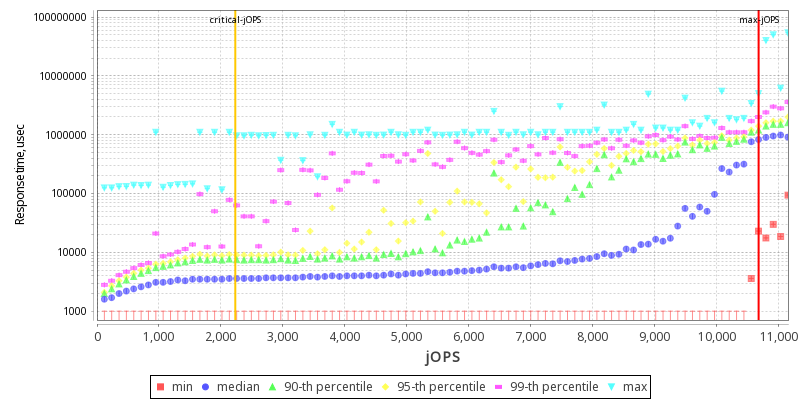 critical-jOPS max-jOPS
100000000
10000000
1000000
100000
10000
1000
Response time, usec
0 1,000 2,000 3,000 4,000 5,000 6,000 7,000 8,000 9,000 10,000 11,000
jOPS
min median 90-th percentile 95-th percentile 99-th percentile max